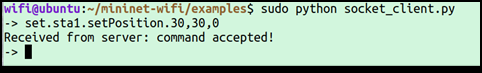 wifi@ubuntu:~/mininet-wifi/examples$ sudo python socket_client.py
-> set.sta1.setPosition.30,30,0
Received from server: command accepted!
->